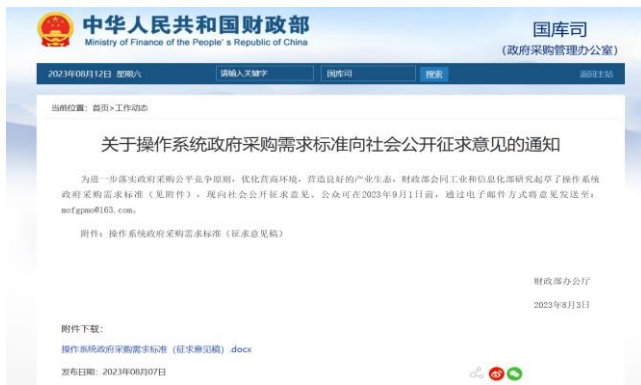 中华人民共和国财政部
Ministry of Finance of the People's Republic of China
国库司
(政府采购管理办公室)
2023年08月12日 星期六
请输入关键字
国库司
搜索
返回主站
当前位置：首页>工作动态
关于操作系统政府采购需求标准向社会公开征求意见的通知
为进一步落实政府采购公平竞争原则，优化营商环境，营造良好的产业生态，财政部会同工业和信息化部研究起草了操作系统
政府采购需求标准（见附件），现向社会公开征求意见。公众可在2023年9月1日前，通过电子邮件方式将意见发送至：
mofgpmo@163.com。
附件：操作系统政府采购需求标准（征求意见稿）
财政部办公厅
2023年8月3日
附件下载：
操作系统政府采购需求标准（征求意见稿）.docx
发布日期：2023年08月07日